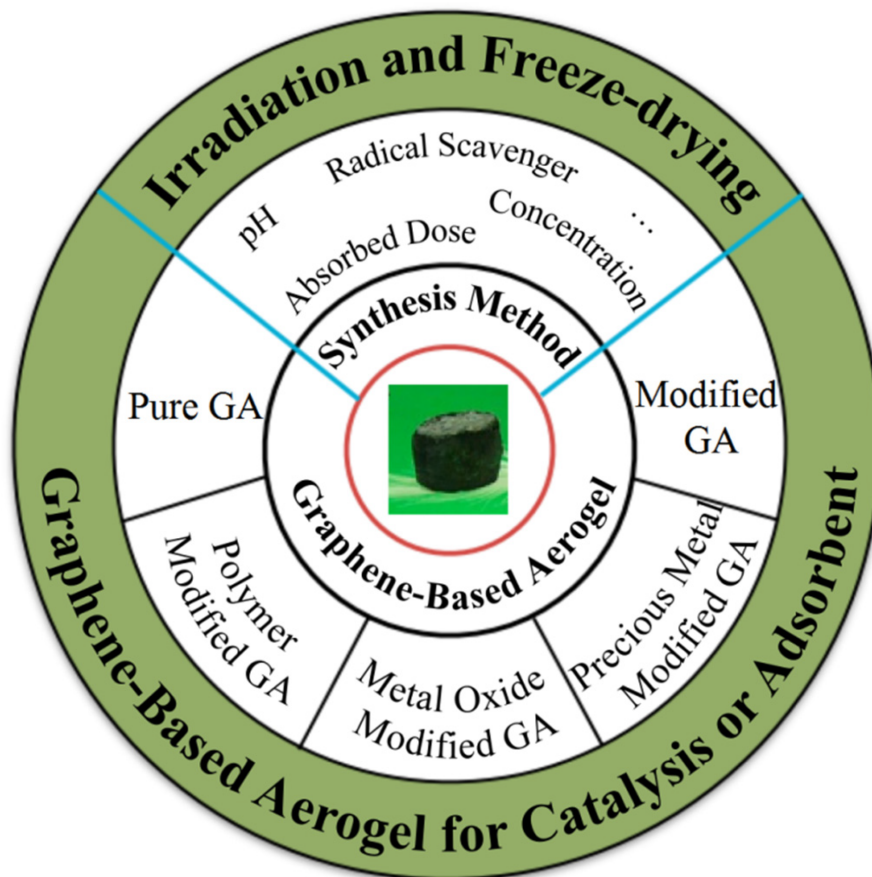 Irradiation and Freeze-drying
Radical Scavenger
pH
Absorbed Dose
Concentration
…
Synthesis Method
Pure GA
Modified
GA
Graphene-Based Aerogel
Polymer
Modified GA
Metal Oxide
Modified GA
Precious Metal
Modified GA
Graphene-Based Aerogel for Catalysis or Adsorbent